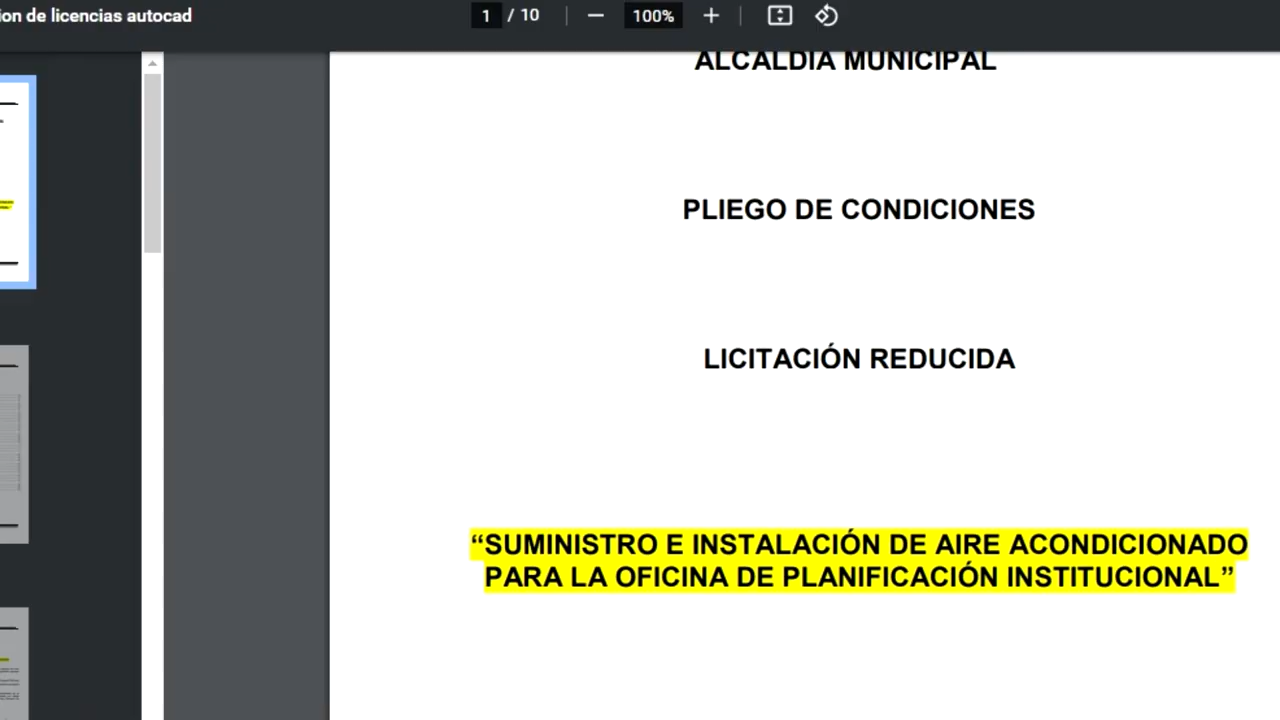 ion de licencias autocad
1 / 10
100%
ALCALDÍA MUNICIPAL
PLIEGO DE CONDICIONES
LICITACIÓN REDUCIDA
“SUMINISTRO E INSTALACIÓN DE AIRE ACONDICIONADO
PARA LA OFICINA DE PLANIFICACIÓN INSTITUCIONAL”